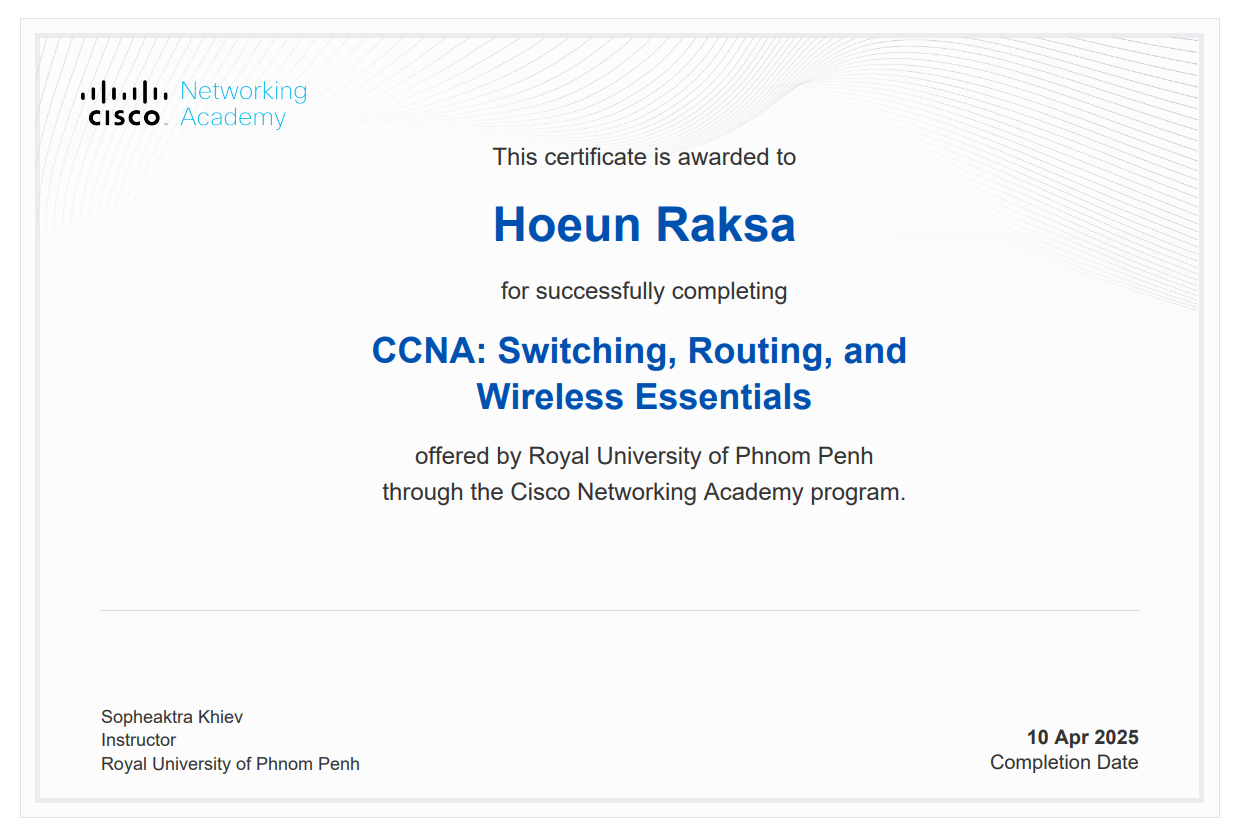 Networking
CISCO Academy
This certificate is awarded to
Hoeun Raksa
for successfully completing
CCNA: Switching, Routing, and
Wireless Essentials
offered by Royal University of Phnom Penh
through the Cisco Networking Academy program.
Sopheaktra Khiev
Instructor
Royal University of Phnom Penh
10 Apr 2025
Completion Date